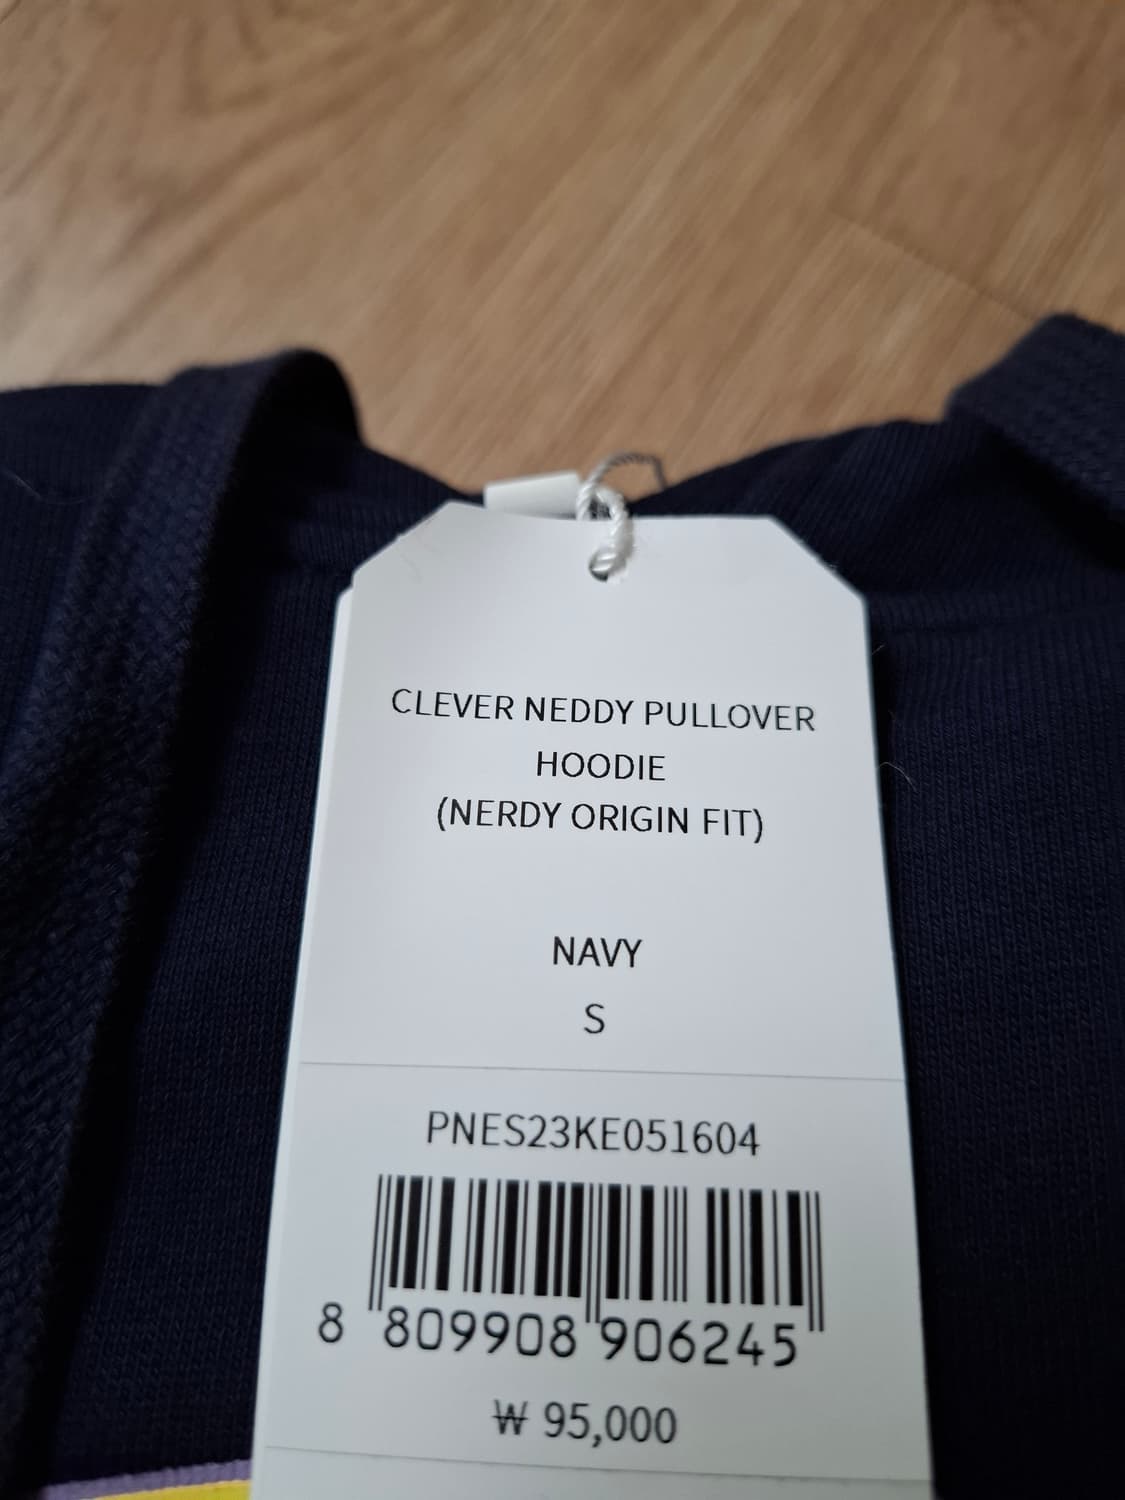 CLEVER NEDDY PULLOVER
HOODIE
(NERDY ORIGIN FIT)
NAVY
S
PNES23KE051604
8 809908 906245
₩ 95,000